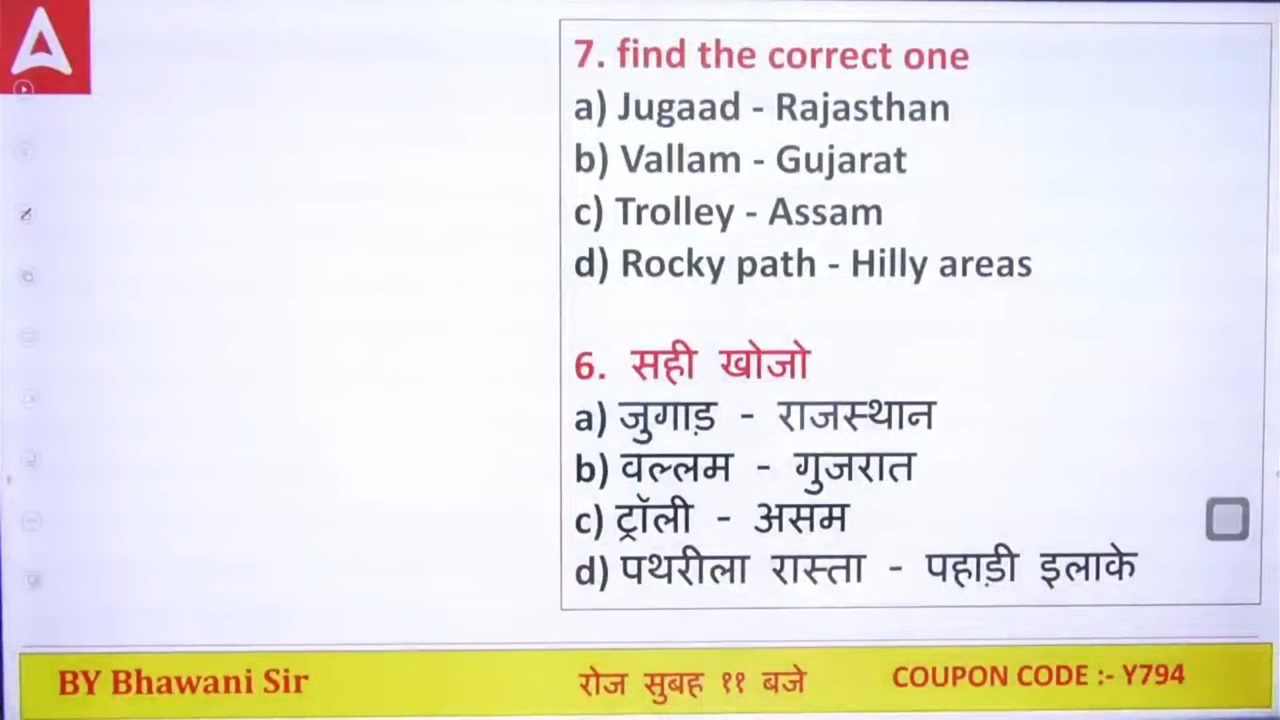 7. find the correct one
a) Jugaad - Rajasthan
b) Vallam - Gujarat
c) Trolley - Assam
d) Rocky path - Hilly areas
6. सही खोजो
a) जुगाड़ - राजस्थान
b) वल्लम - गुजरात
c) ट्रॉली - असम
d) पथरीला रास्ता - पहाड़ी इलाके
BY Bhawani Sir
रोज सुबह ११ बजे
COUPON CODE :- Y794